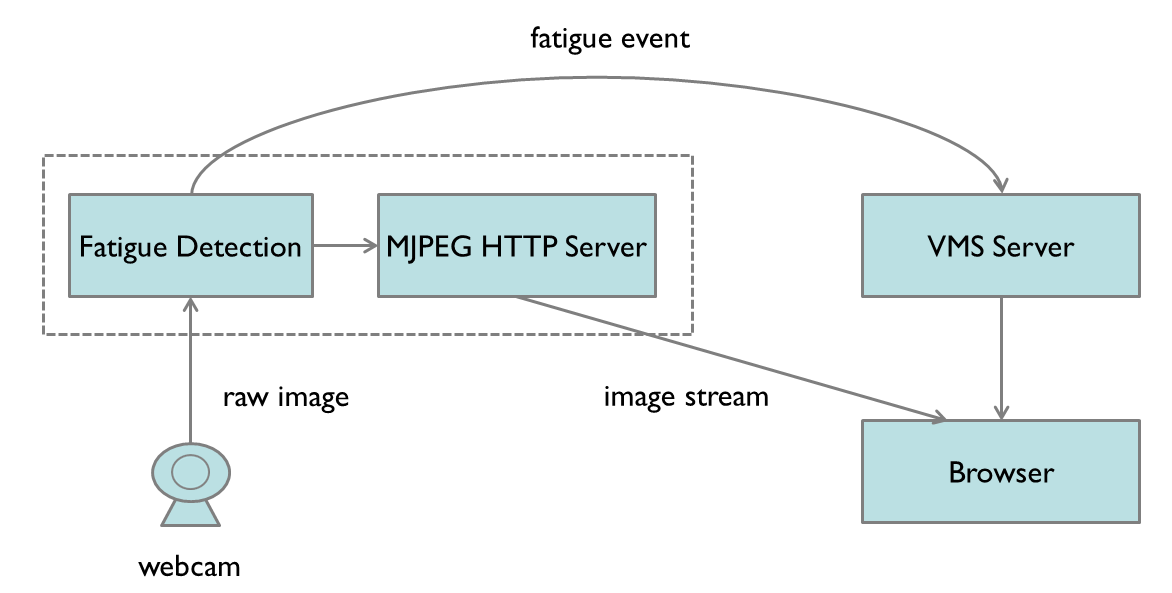 fatigue event
Fatigue Detection
MJPEG HTTP Server
VMS Server
raw image
image stream
Browser
webcam